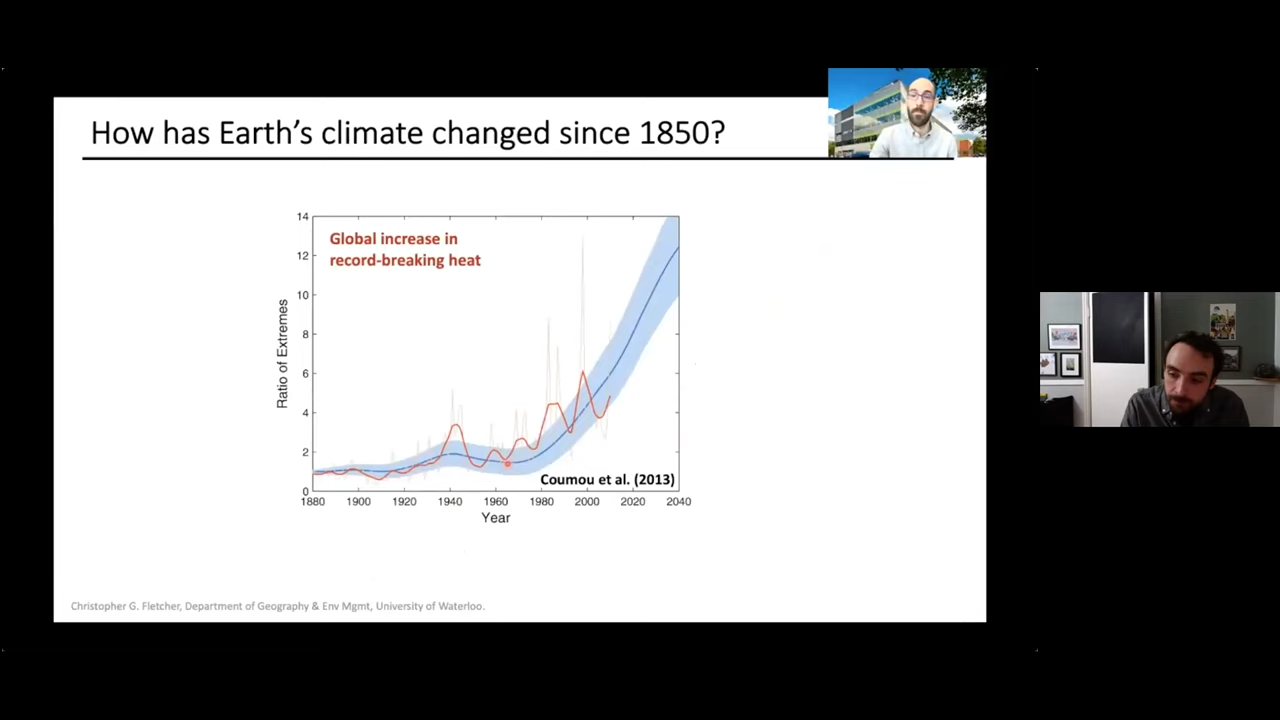 How has Earth's climate changed since 1850?
Global increase in
record-breaking heat
14
12
10
8
6
4
2
0
Ratio of Extremes
Coumou et al. (2013)
1880 1900 1920 1940 1960 1980 2000 2020 2040
Year
Christopher G. Fletcher, Department of Geography & Env Mgmt, University of Waterloo.